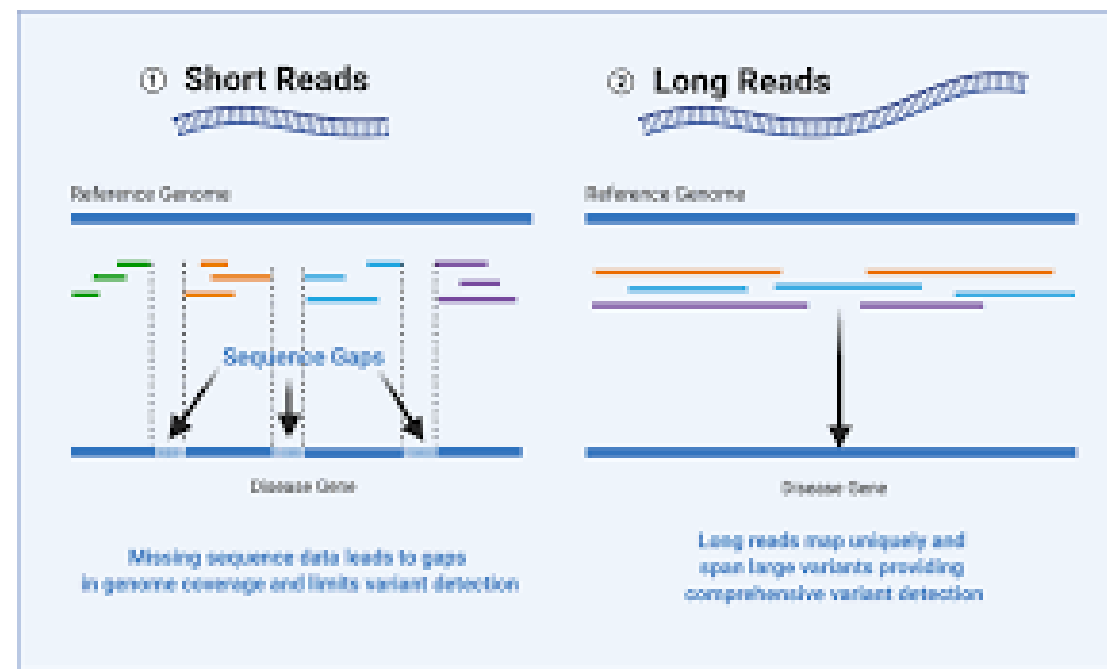 ① Short Reads
Reference Genome
Sequence Gaps
Disease Gene
Missing sequence data leads to gaps
in genome coverage and limits variant detection
② Long Reads
Reference Genome
Disease Gene
Long reads map uniquely and
span large variants providing
comprehensive variant detection